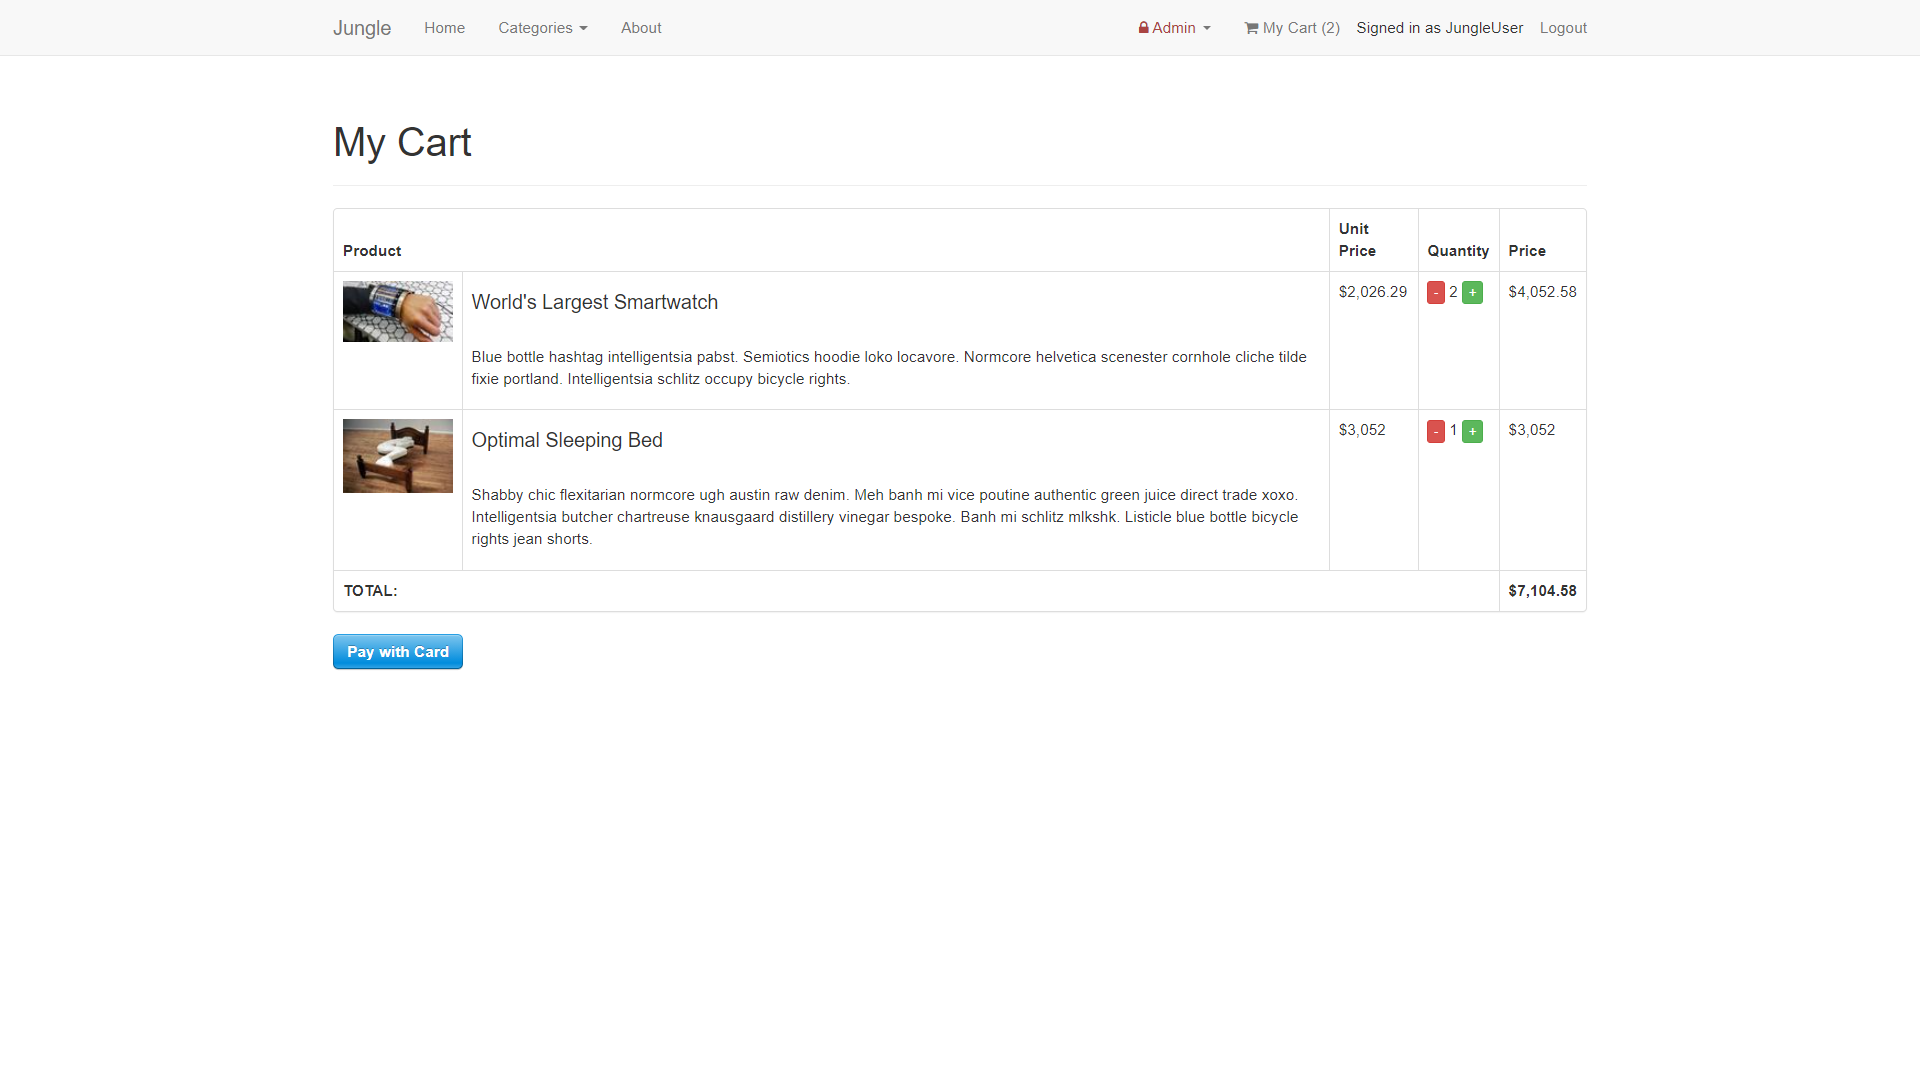 Jungle Home Categories About Admin My Cart (2) Signed in as JungleUser Logout
My Cart
Product Unit Price Quantity Price
World's Largest Smartwatch $2,026.29 - 2 + $4,052.58
Blue bottle hashtag intelligentsia pabst. Semiotics hoodie loko locavore. Normcore helvetica scenester cornhole cliche tilde
fixie portland. Intelligentsia schlitz occupy bicycle rights.
Optimal Sleeping Bed $3,052 - 1 + $3,052
Shabby chic flexitarian normcore ugh austin raw denim. Meh banh mi vice poutine authentic green juice direct trade xoxo.
Intelligentsia butcher chartreuse knausgaard distillery vinegar bespoke. Banh mi schlitz mlkshk. Listicle blue bottle bicycle
rights jean shorts.
TOTAL: $7,104.58
Pay with Card